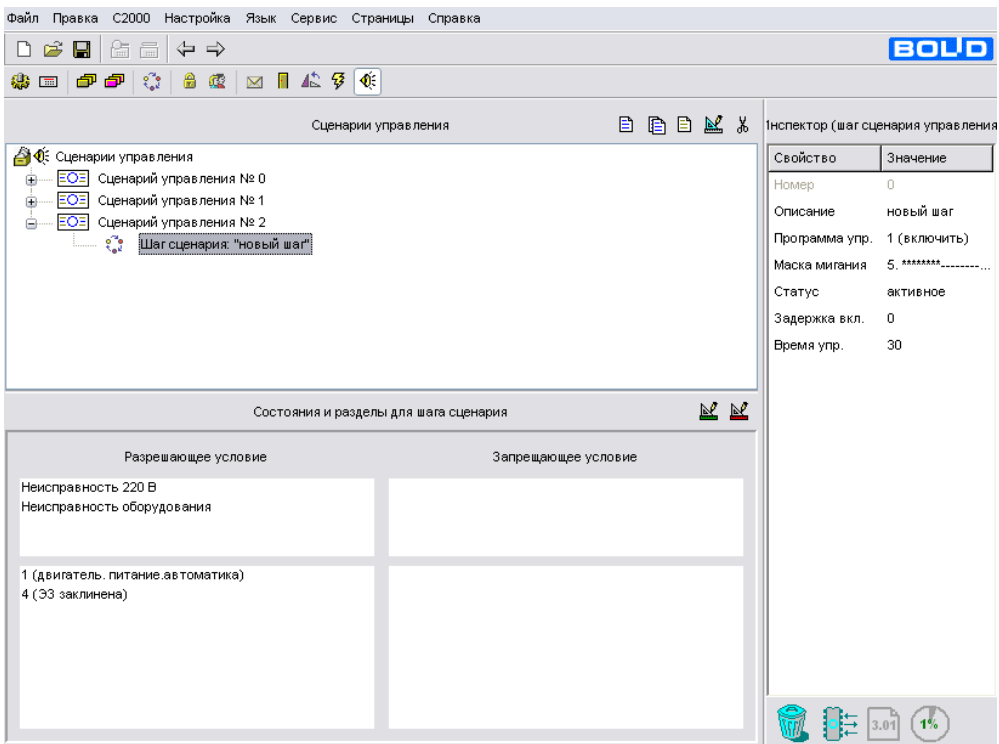 Файл Правка С2000 Настройка Язык Сервис Страницы Справка
BOLID
Сценарии управления
Инспектор (шаг сценария управления
Сценарии управления
Сценарий управления № 0
Сценарий управления № 1
Сценарий управления № 2
Шаг сценария: "новый шаг"
Свойство Значение
Номер 0
Описание новый шаг
Программа упр. 1 (включить)
Маска мигания 5. ********--------...
Статус активное
Задержка вкл. 0
Время упр. 30
Состояния и разделы для шага сценария
Разрешающее условие Запрещающее условие
Неисправность 220 В
Неисправность оборудования
1 (двигатель. питание.автоматика)
4 (ЭЗ заклинена)
3.01 1%